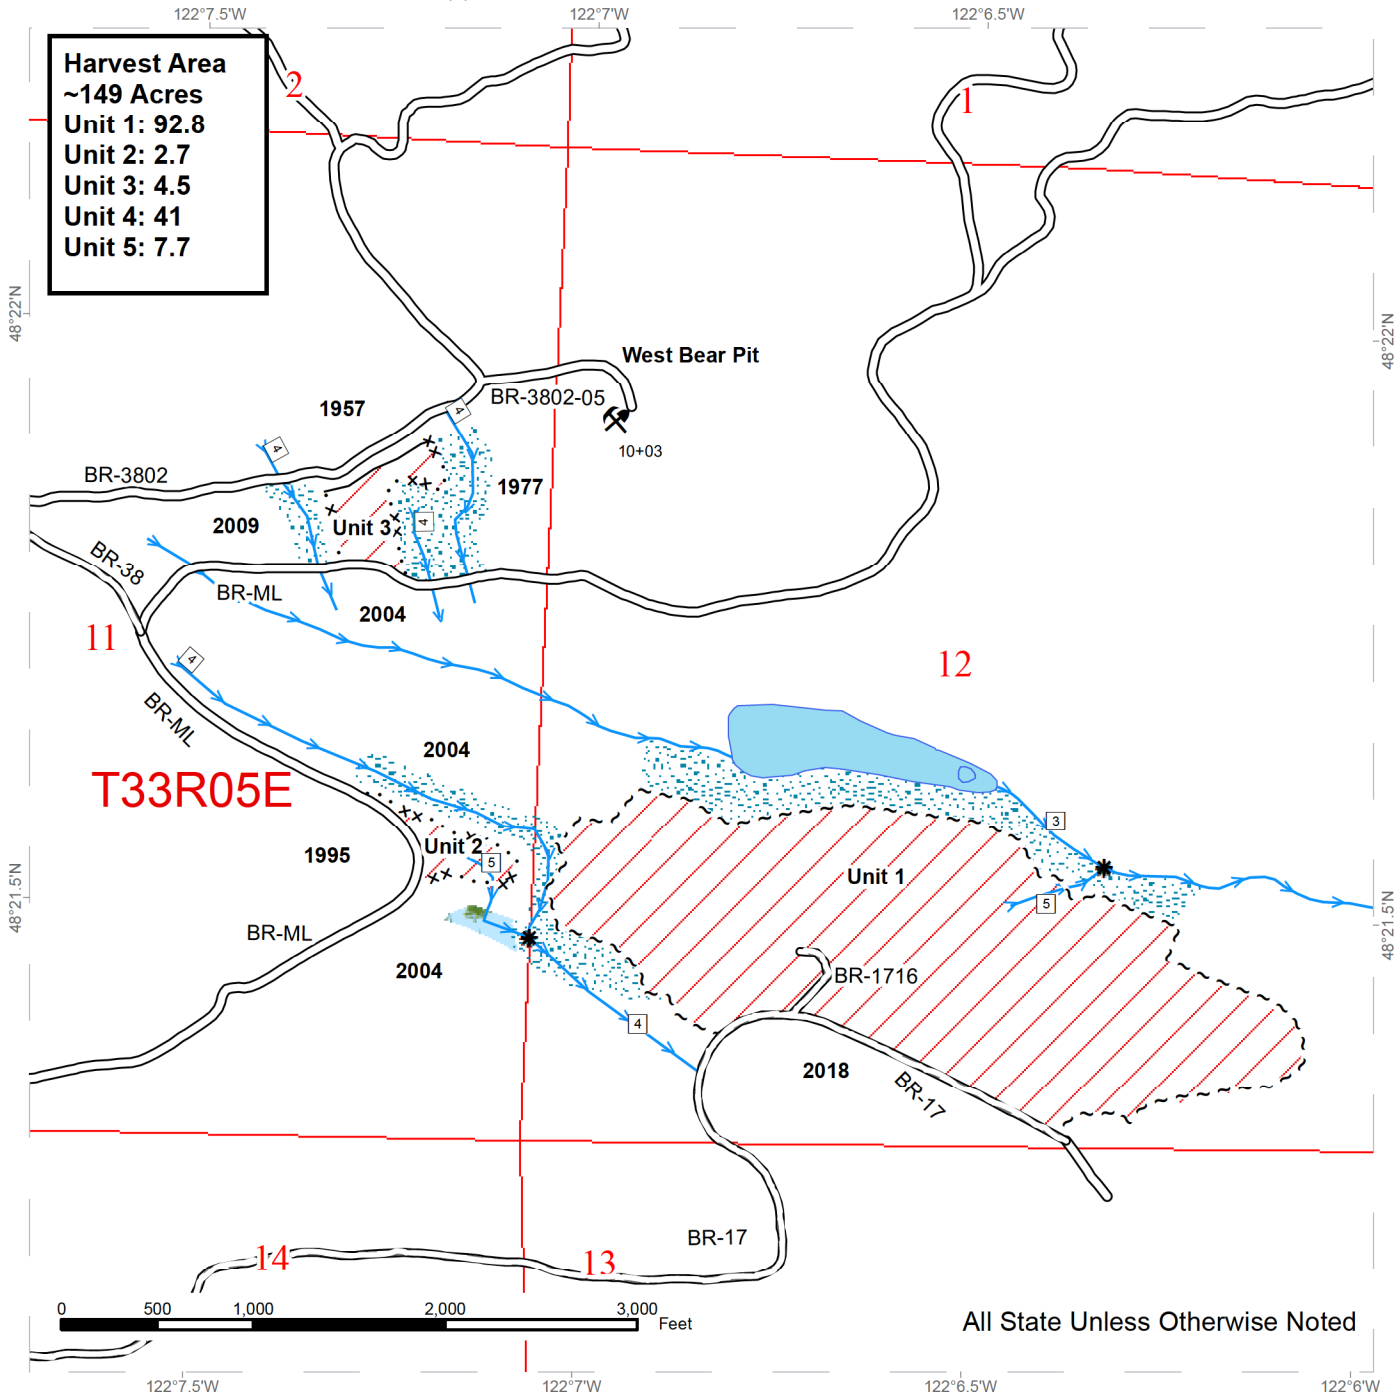 122°7.5'W
122°7'W
122°6.5'W
Harvest Area
~149 Acres
Unit 1: 92.8
Unit 2: 2.7
Unit 3: 4.5
Unit 4: 41
Unit 5: 7.7
2
1
48°22'N
48°22'N
West Bear Pit
BR-3802-05
1957
4
10+03
4
BR-3802
1977
2009
Unit 3
4
BR-38
BR-ML
2004
11
12
4
BR-ML
2004
T33R05E
3
Unit 2
1995
5
Unit 1
48°21.5'N
48°21.5'N
5
BR-ML
2004
BR-1716
4
2018
BR-17
BR-17
14
13
0
500
1,000
2,000
3,000
Feet
All State Unless Otherwise Noted
122°7.5'W
122°7'W
122°6.5'W
122°6'W